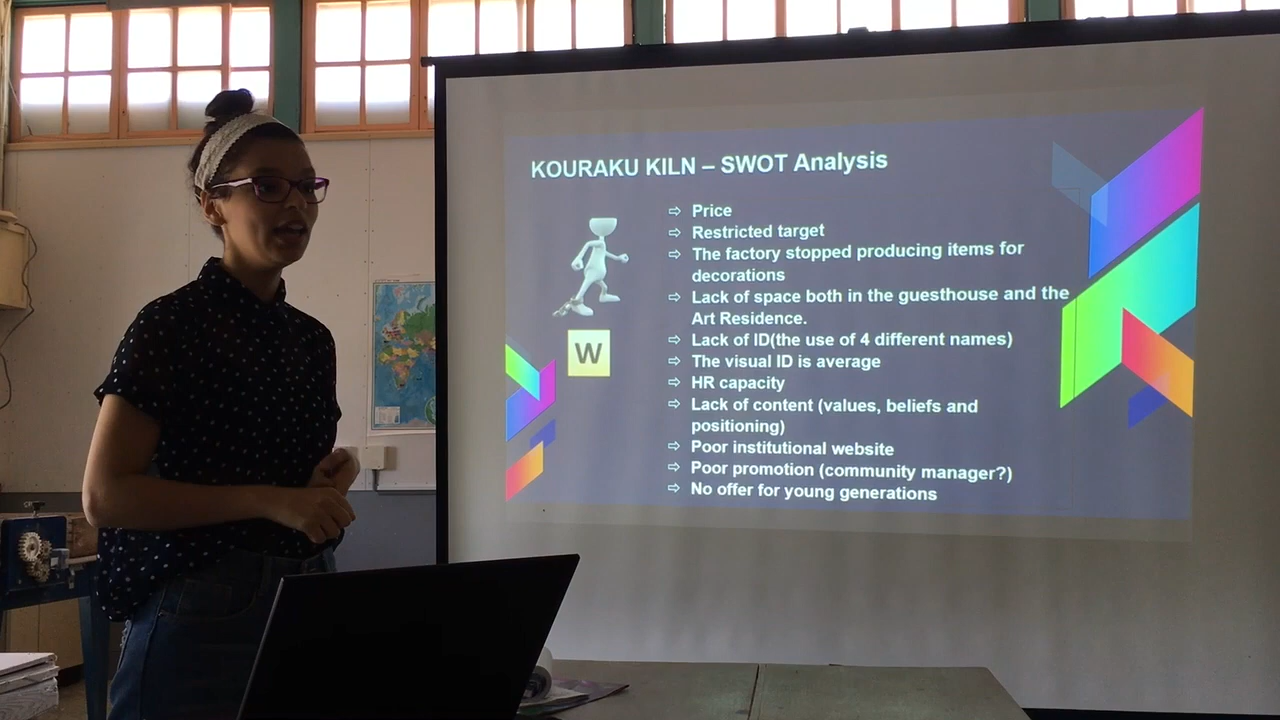 KOURAKU KILN – SWOT Analysis
⇨ Price
⇨ Restricted target
⇨ The factory stopped producing items for
decorations
⇨ Lack of space both in the guesthouse and the
Art Residence.
⇨ Lack of ID(the use of 4 different names)
⇨ The visual ID is average
⇨ HR capacity
⇨ Lack of content (values, beliefs and
positioning)
⇨ Poor institutional website
⇨ Poor promotion (community manager?)
⇨ No offer for young generations
W